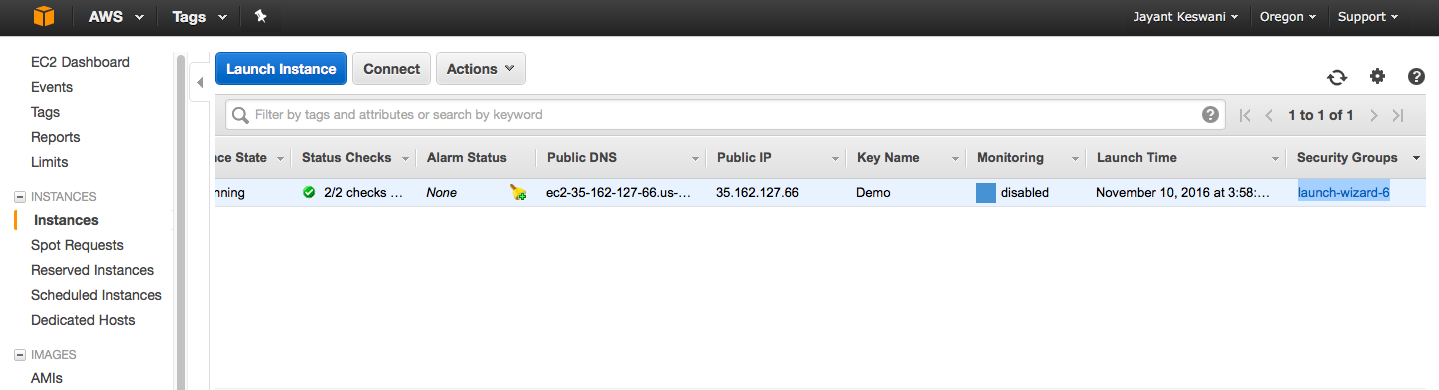 AWS Tags Jayant Keswani Oregon Support
EC2 Dashboard
Events
Tags
Reports
Limits
INSTANCES
Instances
Spot Requests
Reserved Instances
Scheduled Instances
Dedicated Hosts
IMAGES
AMIs
Launch Instance Connect Actions
Filter by tags and attributes or search by keyword 1 to 1 of 1
ce State Status Checks Alarm Status Public DNS Public IP Key Name Monitoring Launch Time Security Groups
nning 2/2 checks ... None ec2-35-162-127-66.us-... 35.162.127.66 Demo disabled November 10, 2016 at 3:58:... launch-wizard-6